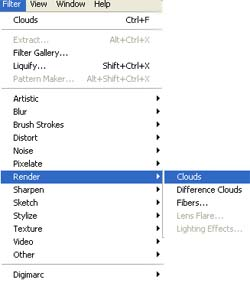 Filter View Window Help
Clouds Ctrl+F
Extract... Alt+Ctrl+X
Filter Gallery...
Liquify... Shift+Ctrl+X
Pattern Maker... Alt+Shift+Ctrl+X
Artistic
Blur
Brush Strokes
Distort
Noise
Pixelate
Render
Sharpen
Sketch
Stylize
Texture
Video
Other
Digimarc
Clouds
Difference Clouds
Fibers...
Lens Flare...
Lighting Effects...